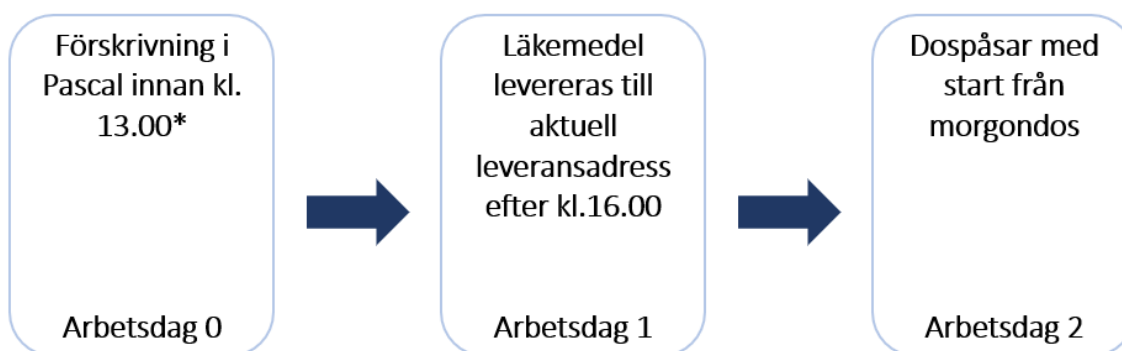 Förskrivning i
Pascal innan kl.
13.00*
Arbetsdag 0
Läkemedel
levereras till
aktuell
leveransadress
efter kl.16.00
Arbetsdag 1
Dospåsar med
start från
morgondos
Arbetsdag 2